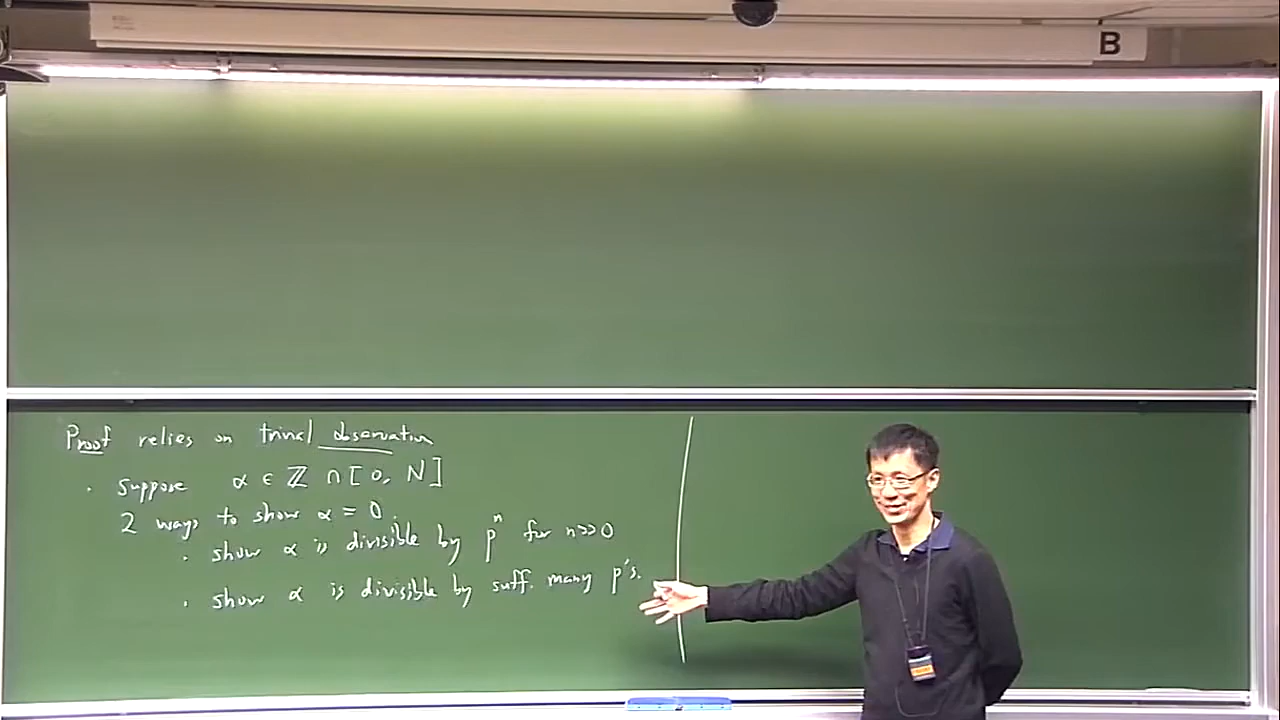 B
Proof relies on trivial observation
· suppose α ∈ ℤ ∩ [0, N]
2 ways to show α = 0.
· show α is divisible by pⁿ for n>>0
· show α is divisible by suff. many p's.